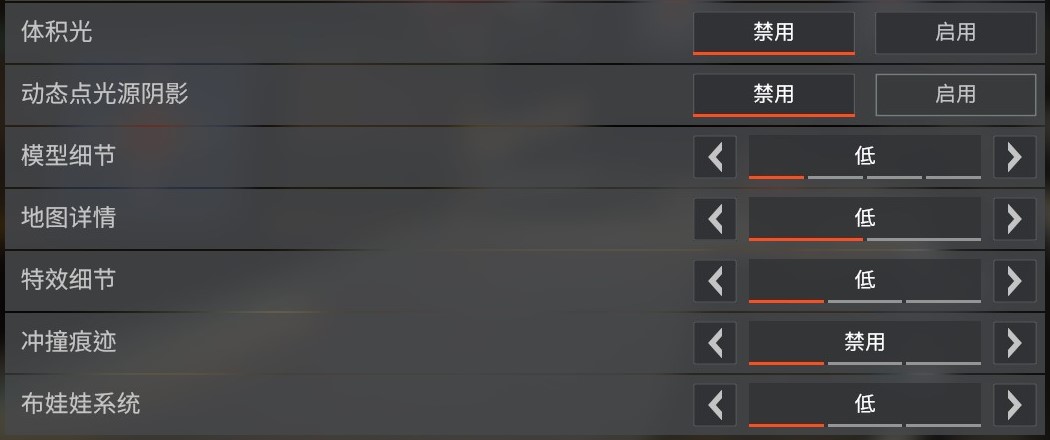 体积光 禁用 启用
动态点光源阴影 禁用 启用
模型细节 低
地图详情 低
特效细节 低
冲撞痕迹 禁用
布娃娃系统 低